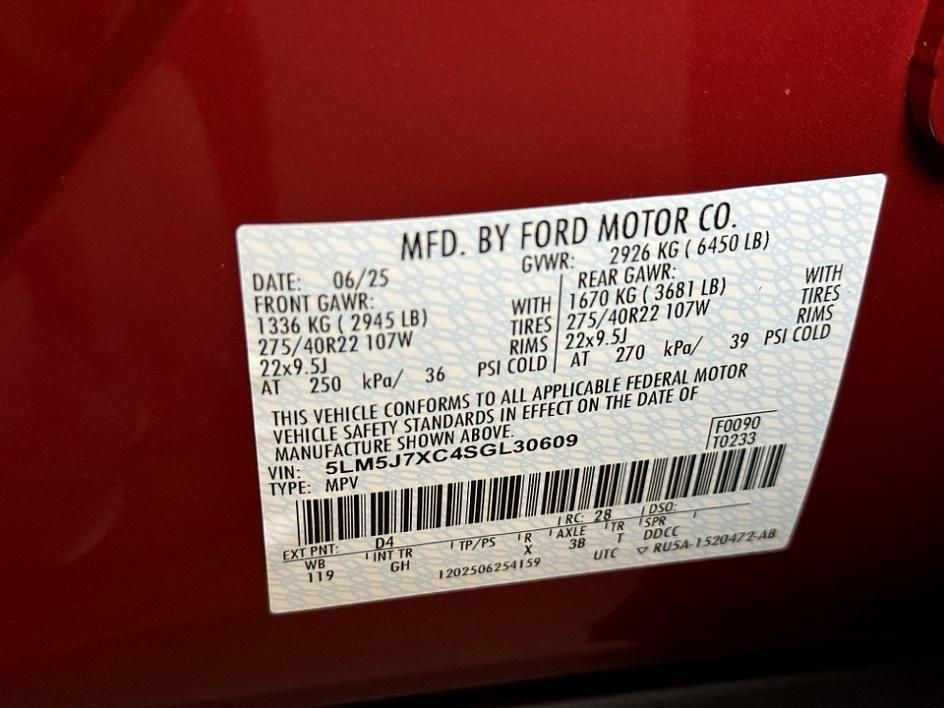 MFD. BY FORD MOTOR CO.
DATE: 06/25 GVWR: 2926 KG ( 6450 LB)
FRONT GAWR: REAR GAWR:
1336 KG ( 2945 LB) WITH 1670 KG ( 3681 LB) WITH
275/40R22 107W TIRES 275/40R22 107W TIRES
22x9.5J RIMS 22x9.5J RIMS
AT 250 kPa/ 36 PSI COLD AT 270 kPa/ 39 PSI COLD
THIS VEHICLE CONFORMS TO ALL APPLICABLE FEDERAL MOTOR
VEHICLE SAFETY STANDARDS IN EFFECT ON THE DATE OF
MANUFACTURE SHOWN ABOVE.
VIN: 5LM5J7XC4SGL30609 F0090
TYPE: MPV T0233
EXT PNT: D4 RC: 28 DSO:
WB INT TR TP/PS R AXLE TR SPR
119 GH X 3B T DDCC
1202506254159 UTC ▽ RU5A-1520472-AB